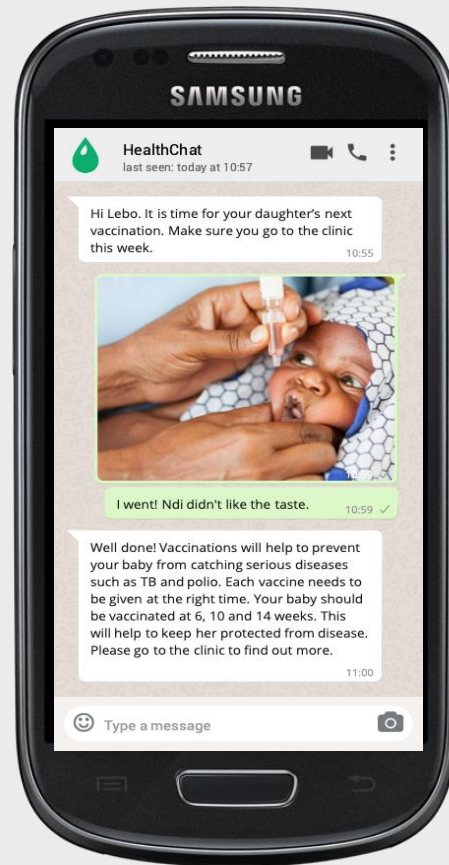 SAMSUNG
HealthChat
last seen: today at 10:57
Hi Lebo. It is time for your daughter's next
vaccination. Make sure you go to the clinic
this week.
10:55
10:59
I went! Ndi didn't like the taste.
10:59
Well done! Vaccinations will help to prevent
your baby from catching serious diseases
such as TB and polio. Each vaccine needs to
be given at the right time. Your baby should
be vaccinated at 6, 10 and 14 weeks. This
will help to keep her protected from disease.
Please go to the clinic to find out more.
11:00
Type a message